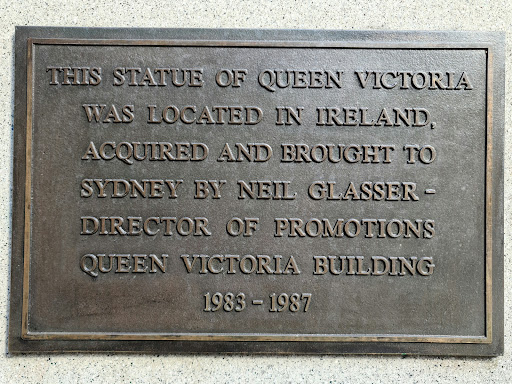 THIS STATUE OF QUEEN VICTORIA
WAS LOCATED IN IRELAND,
ACQUIRED AND BROUGHT TO
SYDNEY BY NEIL GLASSER -
DIRECTOR OF PROMOTIONS
QUEEN VICTORIA BUILDING
1983 - 1987